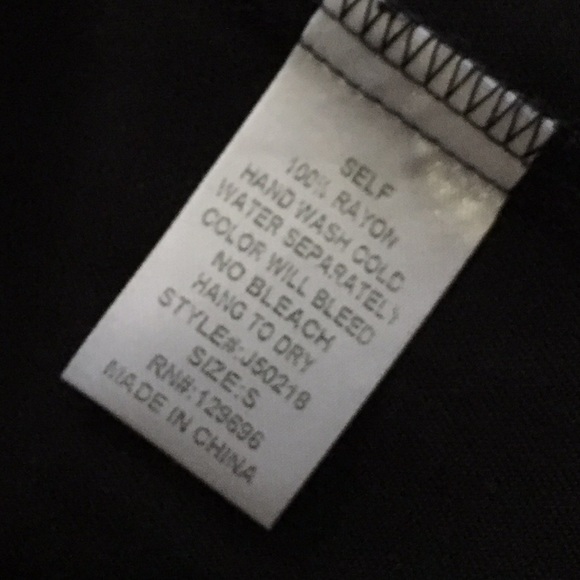 SELF
100% RAYON
HAND WASH COLD
WATER SEPARATELY
COLOR WILL BLEED
NO BLEACH
HANG TO DRY
STYLE#:J50218
SIZE:S
RN#:129696
MADE IN CHINA